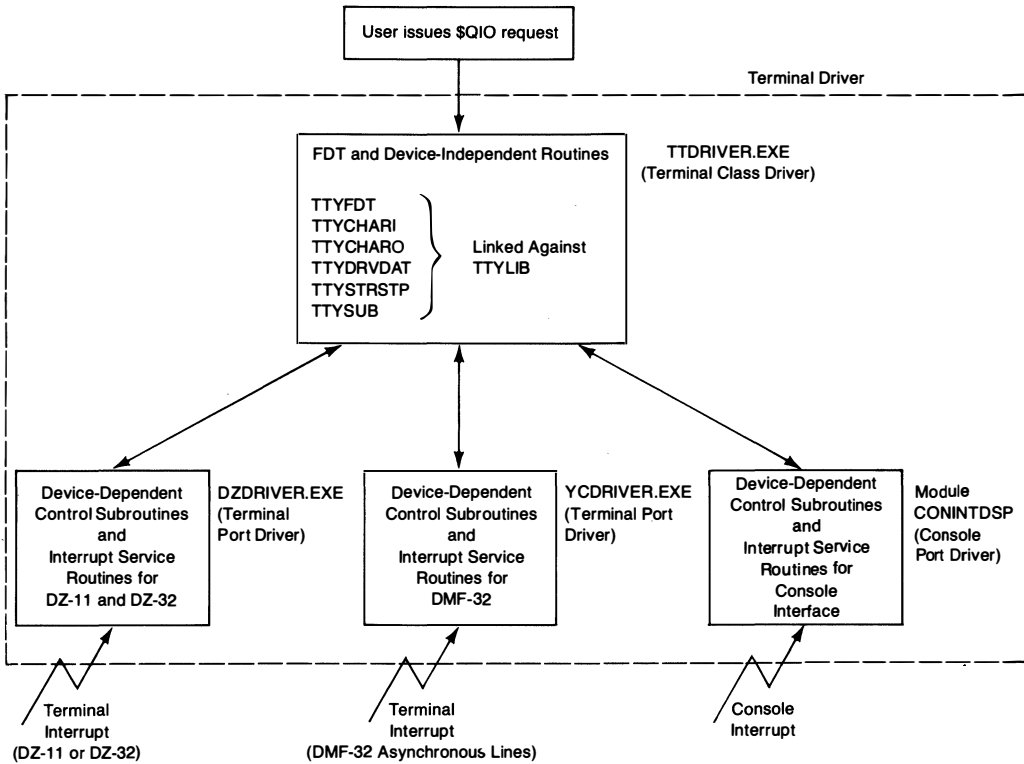 User issues $QIO request
Terminal Driver
FDT and Device-Independent Routines
TTYFDT
TTYCHARI
TTYCHARO
TTYDRVDAT
TTYSTRSTP
TTYSUB
Linked Against
TTYLIB
TTDRIVER.EXE
(Terminal Class Driver)
Device-Dependent
Control Subroutines
and
Interrupt Service
Routines for
DZ-11 and DZ-32
DZDRIVER.EXE
(Terminal
Port Driver)
Device-Dependent
Control Subroutines
and
Interrupt Service
Routines for
DMF-32
YCDRIVER.EXE
(Terminal Port
Driver)
Device-Dependent
Control Subroutines
and
Interrupt Service
Routines for
Console
Interface
Module
CONINTDSP
(Console
Port Driver)
Terminal
Interrupt
(DZ-11 or DZ-32)
Terminal
Interrupt
(DMF-32 Asynchronous Lines)
Console
Interrupt